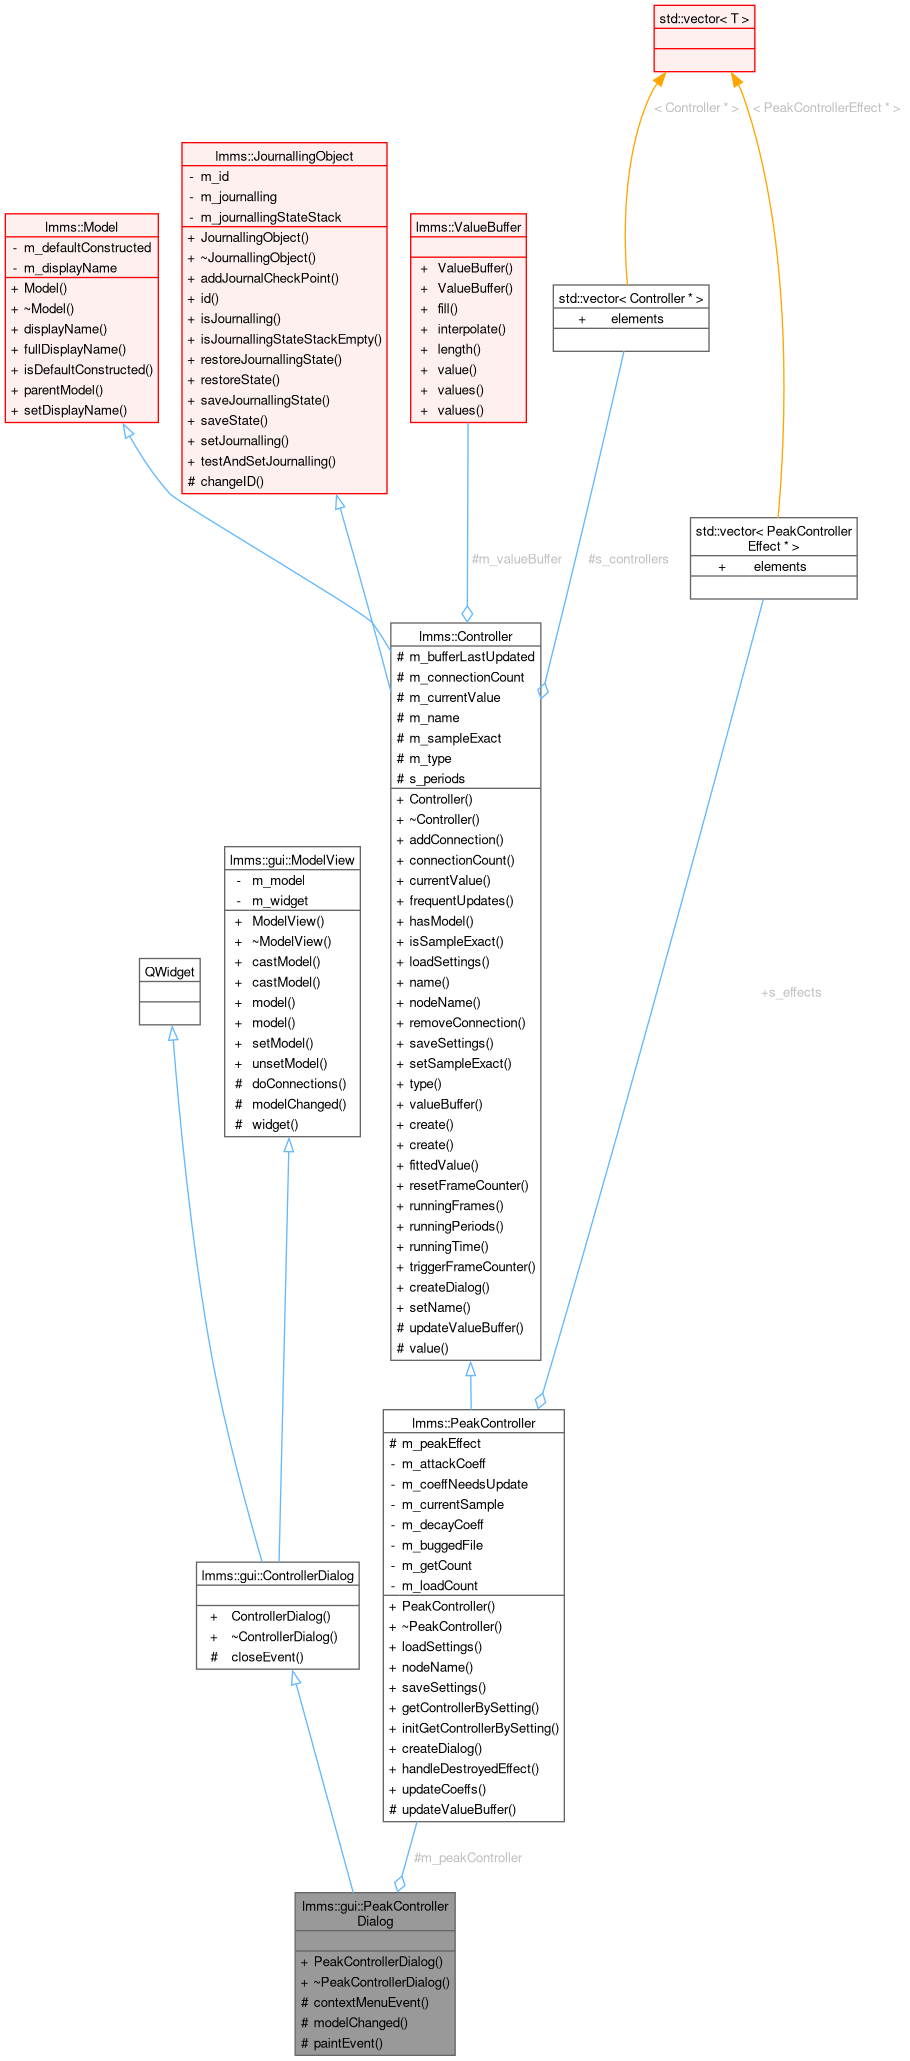 std::vector< T >
< Controller * >
< PeakControllerEffect * >
lmms::JournallingObject
- m_id
- m_journalling
- m_journallingStateStack
+ JournallingObject()
+ ~JournallingObject()
+ addJournalCheckPoint()
+ id()
+ isJournalling()
+ isJournallingStateStackEmpty()
+ restoreJournallingState()
+ restoreState()
+ saveJournallingState()
+ saveState()
+ setJournalling()
+ testAndSetJournalling()
# changeID()
lmms::Model
- m_defaultConstructed
- m_displayName
+ Model()
+ ~Model()
+ displayName()
+ fullDisplayName()
+ isDefaultConstructed()
+ parentModel()
+ setDisplayName()
lmms::ValueBuffer
+ ValueBuffer()
+ ValueBuffer()
+ fill()
+ interpolate()
+ length()
+ value()
+ values()
+ values()
std::vector< Controller * >
+ elements
std::vector< PeakController
Effect * >
+ elements
#m_valueBuffer
#s_controllers
lmms::Controller
# m_bufferLastUpdated
# m_connectionCount
# m_currentValue
# m_name
# m_sampleExact
# m_type
# s_periods
+ Controller()
+ ~Controller()
+ addConnection()
+ connectionCount()
+ currentValue()
+ frequentUpdates()
+ hasModel()
+ isSampleExact()
+ loadSettings()
+ name()
+ nodeName()
+ removeConnection()
+ saveSettings()
+ setSampleExact()
+ type()
+ valueBuffer()
+ create()
+ create()
+ fittedValue()
+ resetFrameCounter()
+ runningFrames()
+ runningPeriods()
+ runningTime()
+ triggerFrameCounter()
+ createDialog()
+ setName()
# updateValueBuffer()
# value()
lmms::gui::ModelView
- m_model
- m_widget
+ ModelView()
+ ~ModelView()
+ castModel()
+ castModel()
+ model()
+ model()
+ setModel()
+ unsetModel()
# doConnections()
# modelChanged()
# widget()
QWidget
+s_effects
lmms::PeakController
# m_peakEffect
- m_attackCoeff
- m_coeffNeedsUpdate
- m_currentSample
- m_decayCoeff
- m_buggedFile
- m_getCount
- m_loadCount
+ PeakController()
+ ~PeakController()
+ loadSettings()
+ nodeName()
+ saveSettings()
+ getControllerBySetting()
+ initGetControllerBySetting()
+ createDialog()
+ handleDestroyedEffect()
+ updateCoeffs()
# updateValueBuffer()
lmms::gui::ControllerDialog
+ ControllerDialog()
+ ~ControllerDialog()
# closeEvent()
#m_peakController
lmms::gui::PeakController
Dialog
+ PeakControllerDialog()
+ ~PeakControllerDialog()
# contextMenuEvent()
# modelChanged()
# paintEvent()